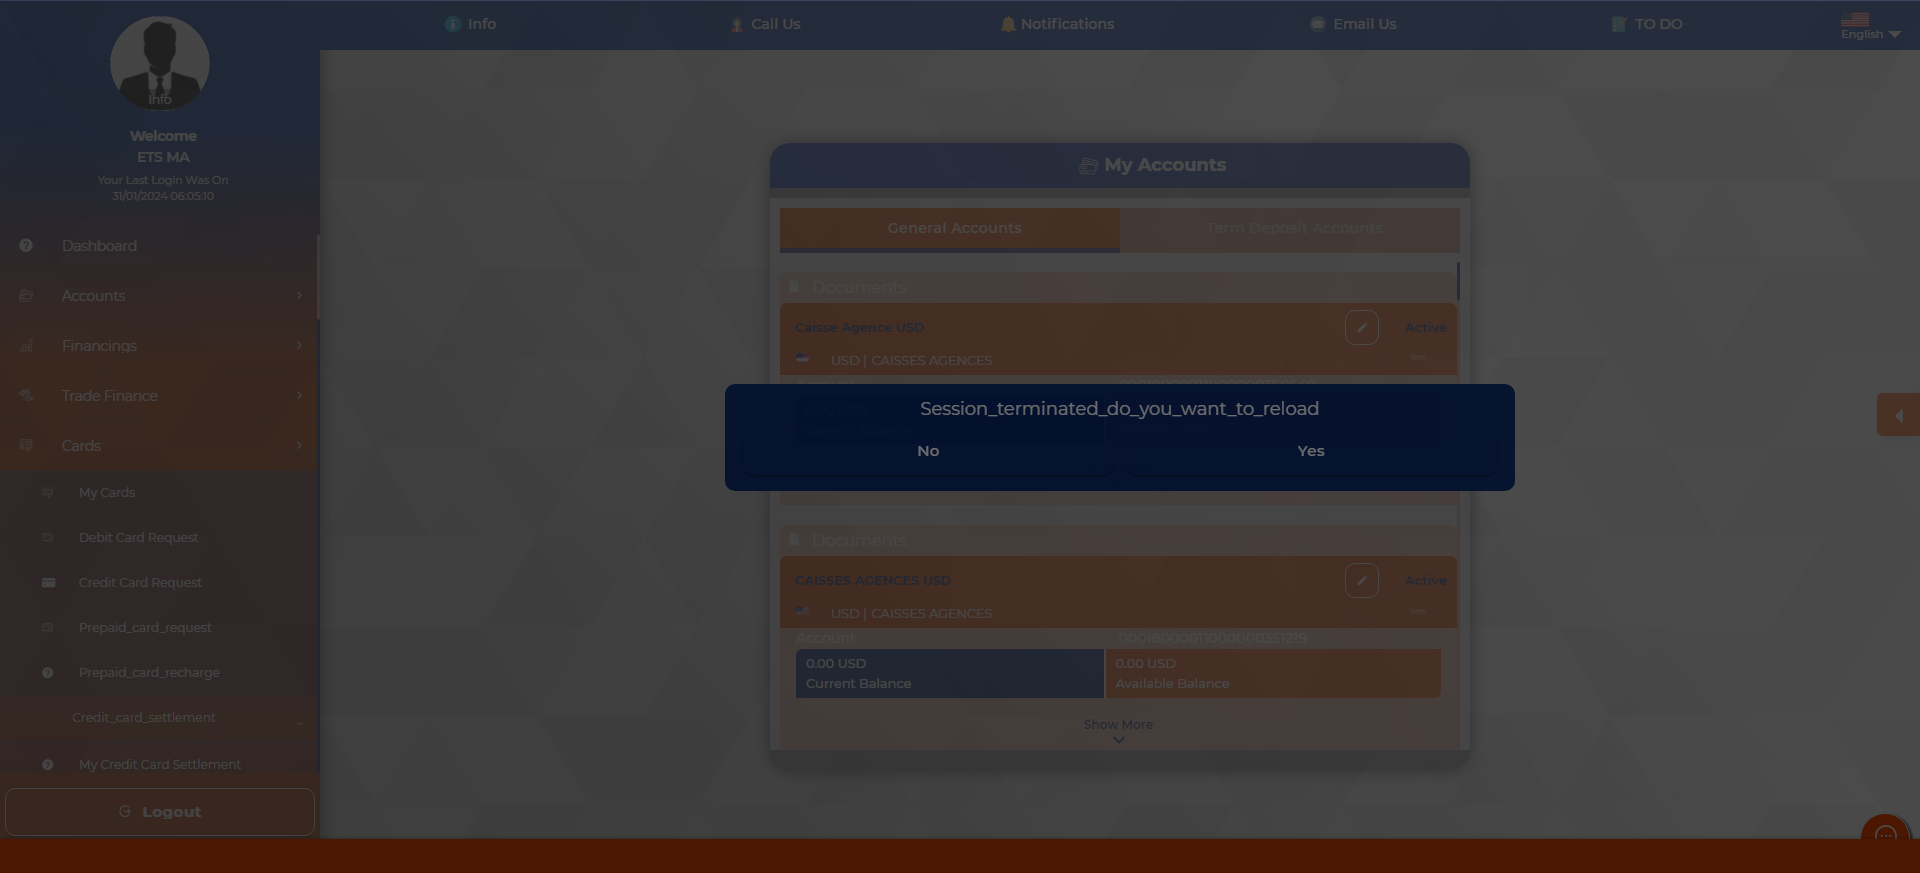 Info
Call Us
Notifications
Email Us
TO DO
English
Info
Welcome
ETS MA
Your Last Login Was On
31/01/2024 06:05:10
Dashboard
Accounts
Financings
Trade Finance
Cards
My Cards
Debit Card Request
Credit Card Request
Prepaid_card_request
Prepaid_card_recharge
Credit_card_settlement
My Credit Card Settlement
Logout
My Accounts
General Accounts
Term Deposit Accounts
Documents
Caisse Agence USD
Active
USD | CAISSES AGENCES
Session_terminated_do_you_want_to_reload
No
Yes
Documents
CAISSES AGENCES USD
Active
USD | CAISSES AGENCES
Account
00018000011000000351219
0.00 USD
Current Balance
0.00 USD
Available Balance
Show More